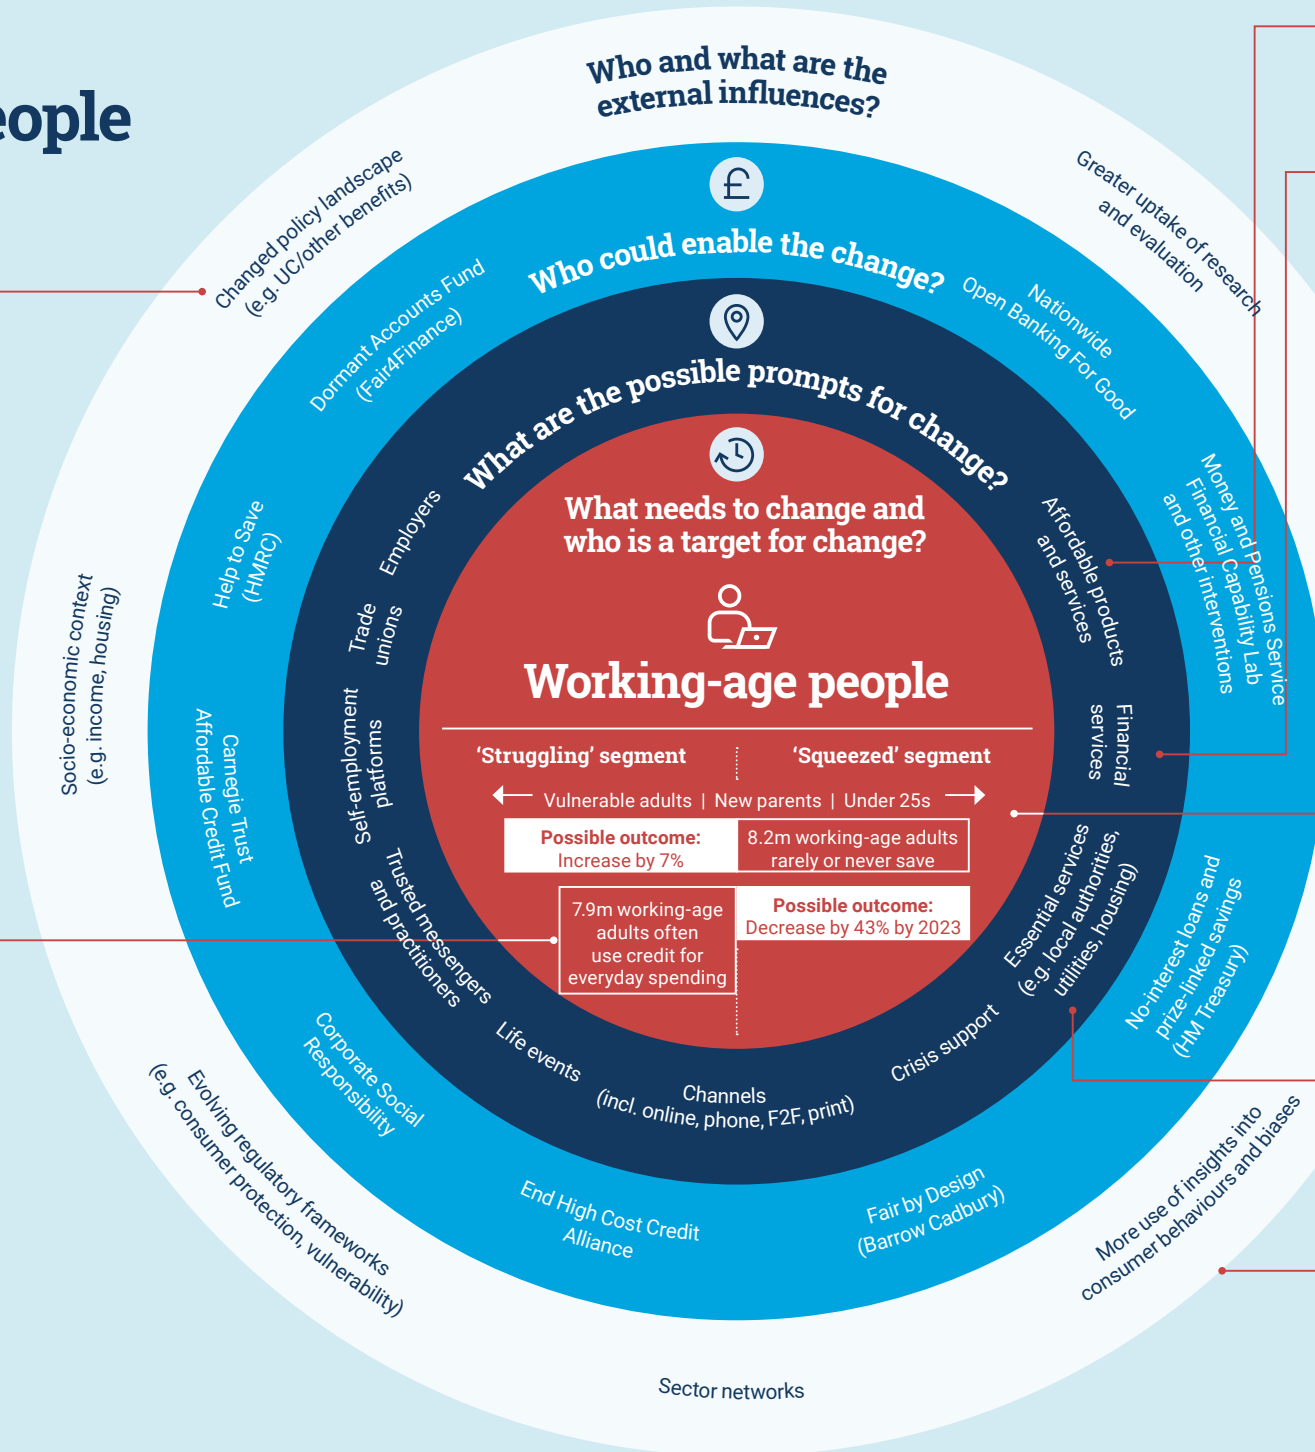 eople
Who and what are the
external influences?
Changed policy landscape
(e.g. UC/other benefits)
Greater uptake of research
and evaluation
Socio-economic context
(e.g. income, housing)
Evolving regulatory frameworks
(e.g. consumer protection, vulnerability)
Sector networks
More use of insights into
consumer behaviours and biases
Who could enable the change?
Dormant Accounts Fund
(Fair4Finance)
Nationwide
Open Banking For Good
Help to Save
(HMRC)
Money and Pensions Service
Financial Capability Lab
and other interventions
Carnegie Trust
Affordable Credit Fund
No-interest loans and
prize-linked savings
(HM Treasury)
Corporate Social
Responsibility
End High Cost Credit
Alliance
Fair by Design
(Barrow Cadbury)
What are the possible prompts for change?
Employers
Trade
unions
Self-employment
platforms
Trusted messengers
and practitioners
Life events
Channels
(incl. online, phone, F2F, print)
Crisis support
Essential services
(e.g. local authorities,
utilities, housing)
Financial
services
Affordable products
and services
What needs to change and
who is a target for change?
Working-age people
‘Struggling’ segment
‘Squeezed’ segment
Vulnerable adults | New parents | Under 25s
Possible outcome:
Increase by 7%
8.2m working-age adults
rarely or never save
7.9m working-age
adults often
use credit for
everyday spending
Possible outcome:
Decrease by 43% by 2023